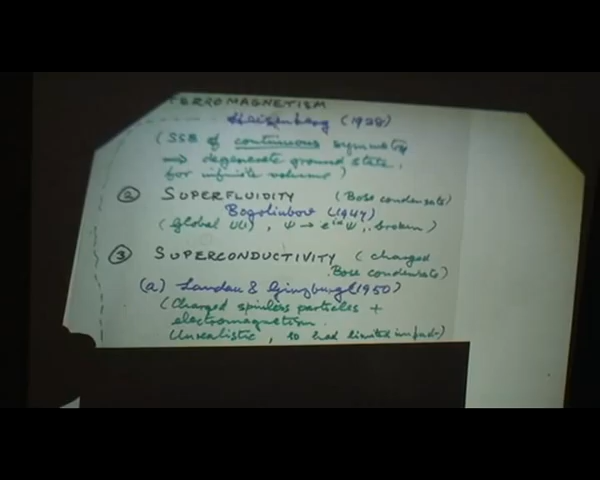 FERROMAGNETISM
Heisenberg (1928)
(SSB of continuous symmetry
⇒ degenerate ground state,
for infinite volume)
② SUPERFLUIDITY (Bose condensate)
Bogoliubov (1947)
(Global U(1), ψ → e^{iα}ψ, broken)
③ SUPERCONDUCTIVITY (charged
Bose condensate)
(a) Landau & Ginzburg (1950)
(Charged spinless particles +
electromagnetism.
Unrealistic, so had limited impact)